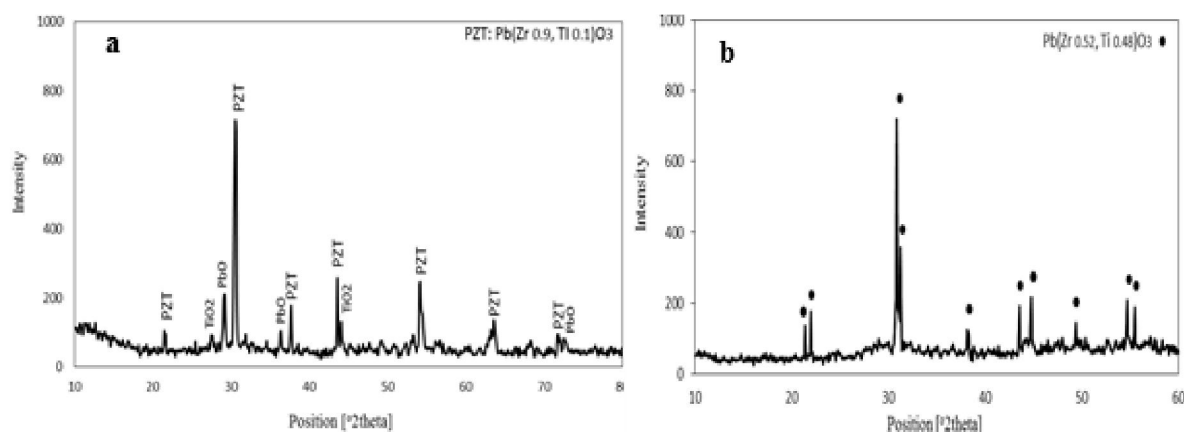 a
PZT: Pb(Zr 0.9, Ti 0.1)O3
1000
800
600
400
200
0
Intensity
PZT
TiO2
PbO
PZT
PbO
PZT
PZT
TiO2
PZT
PZT
PZT
PbO
10
20
30
40
50
60
70
80
Position [°2theta]
b
Pb(Zr 0.52, Ti 0.48)O3
1000
800
600
400
200
0
Intensity
10
20
30
40
50
60
Position [°2theta]